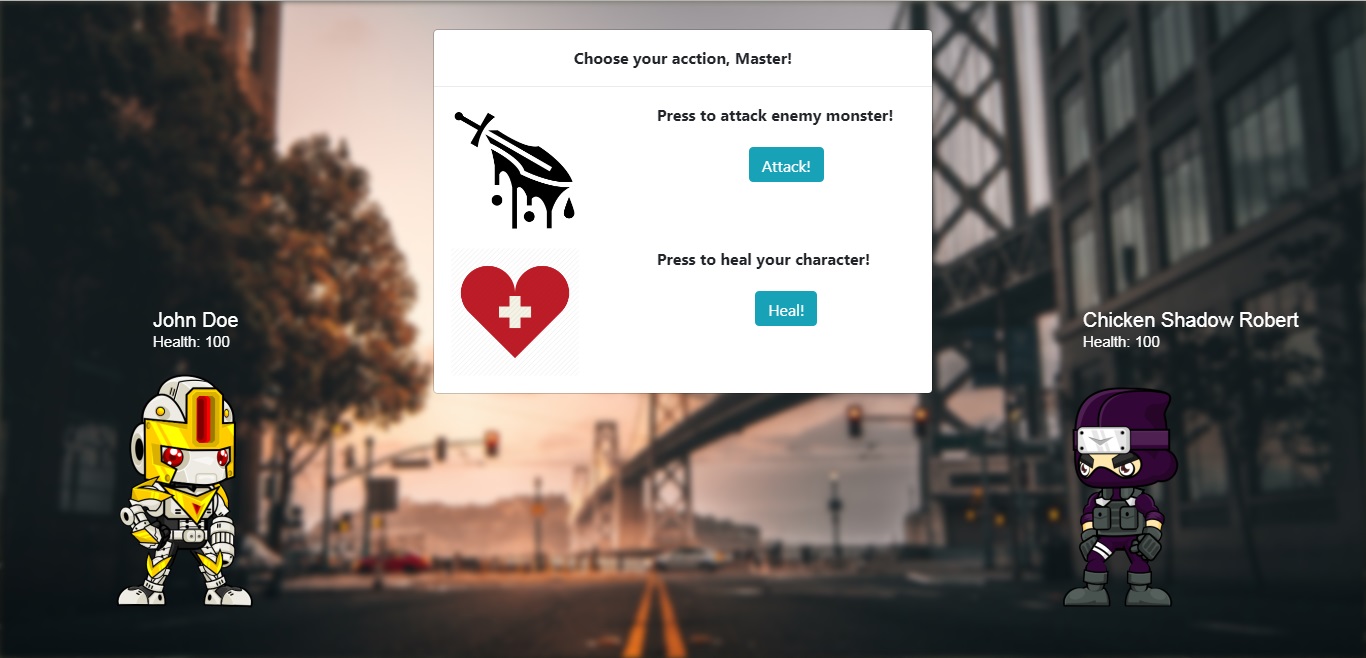 Choose your acction, Master!
Press to attack enemy monster!
Attack!
Press to heal your character!
Heal!
John Doe
Health: 100
Chicken Shadow Robert
Health: 100